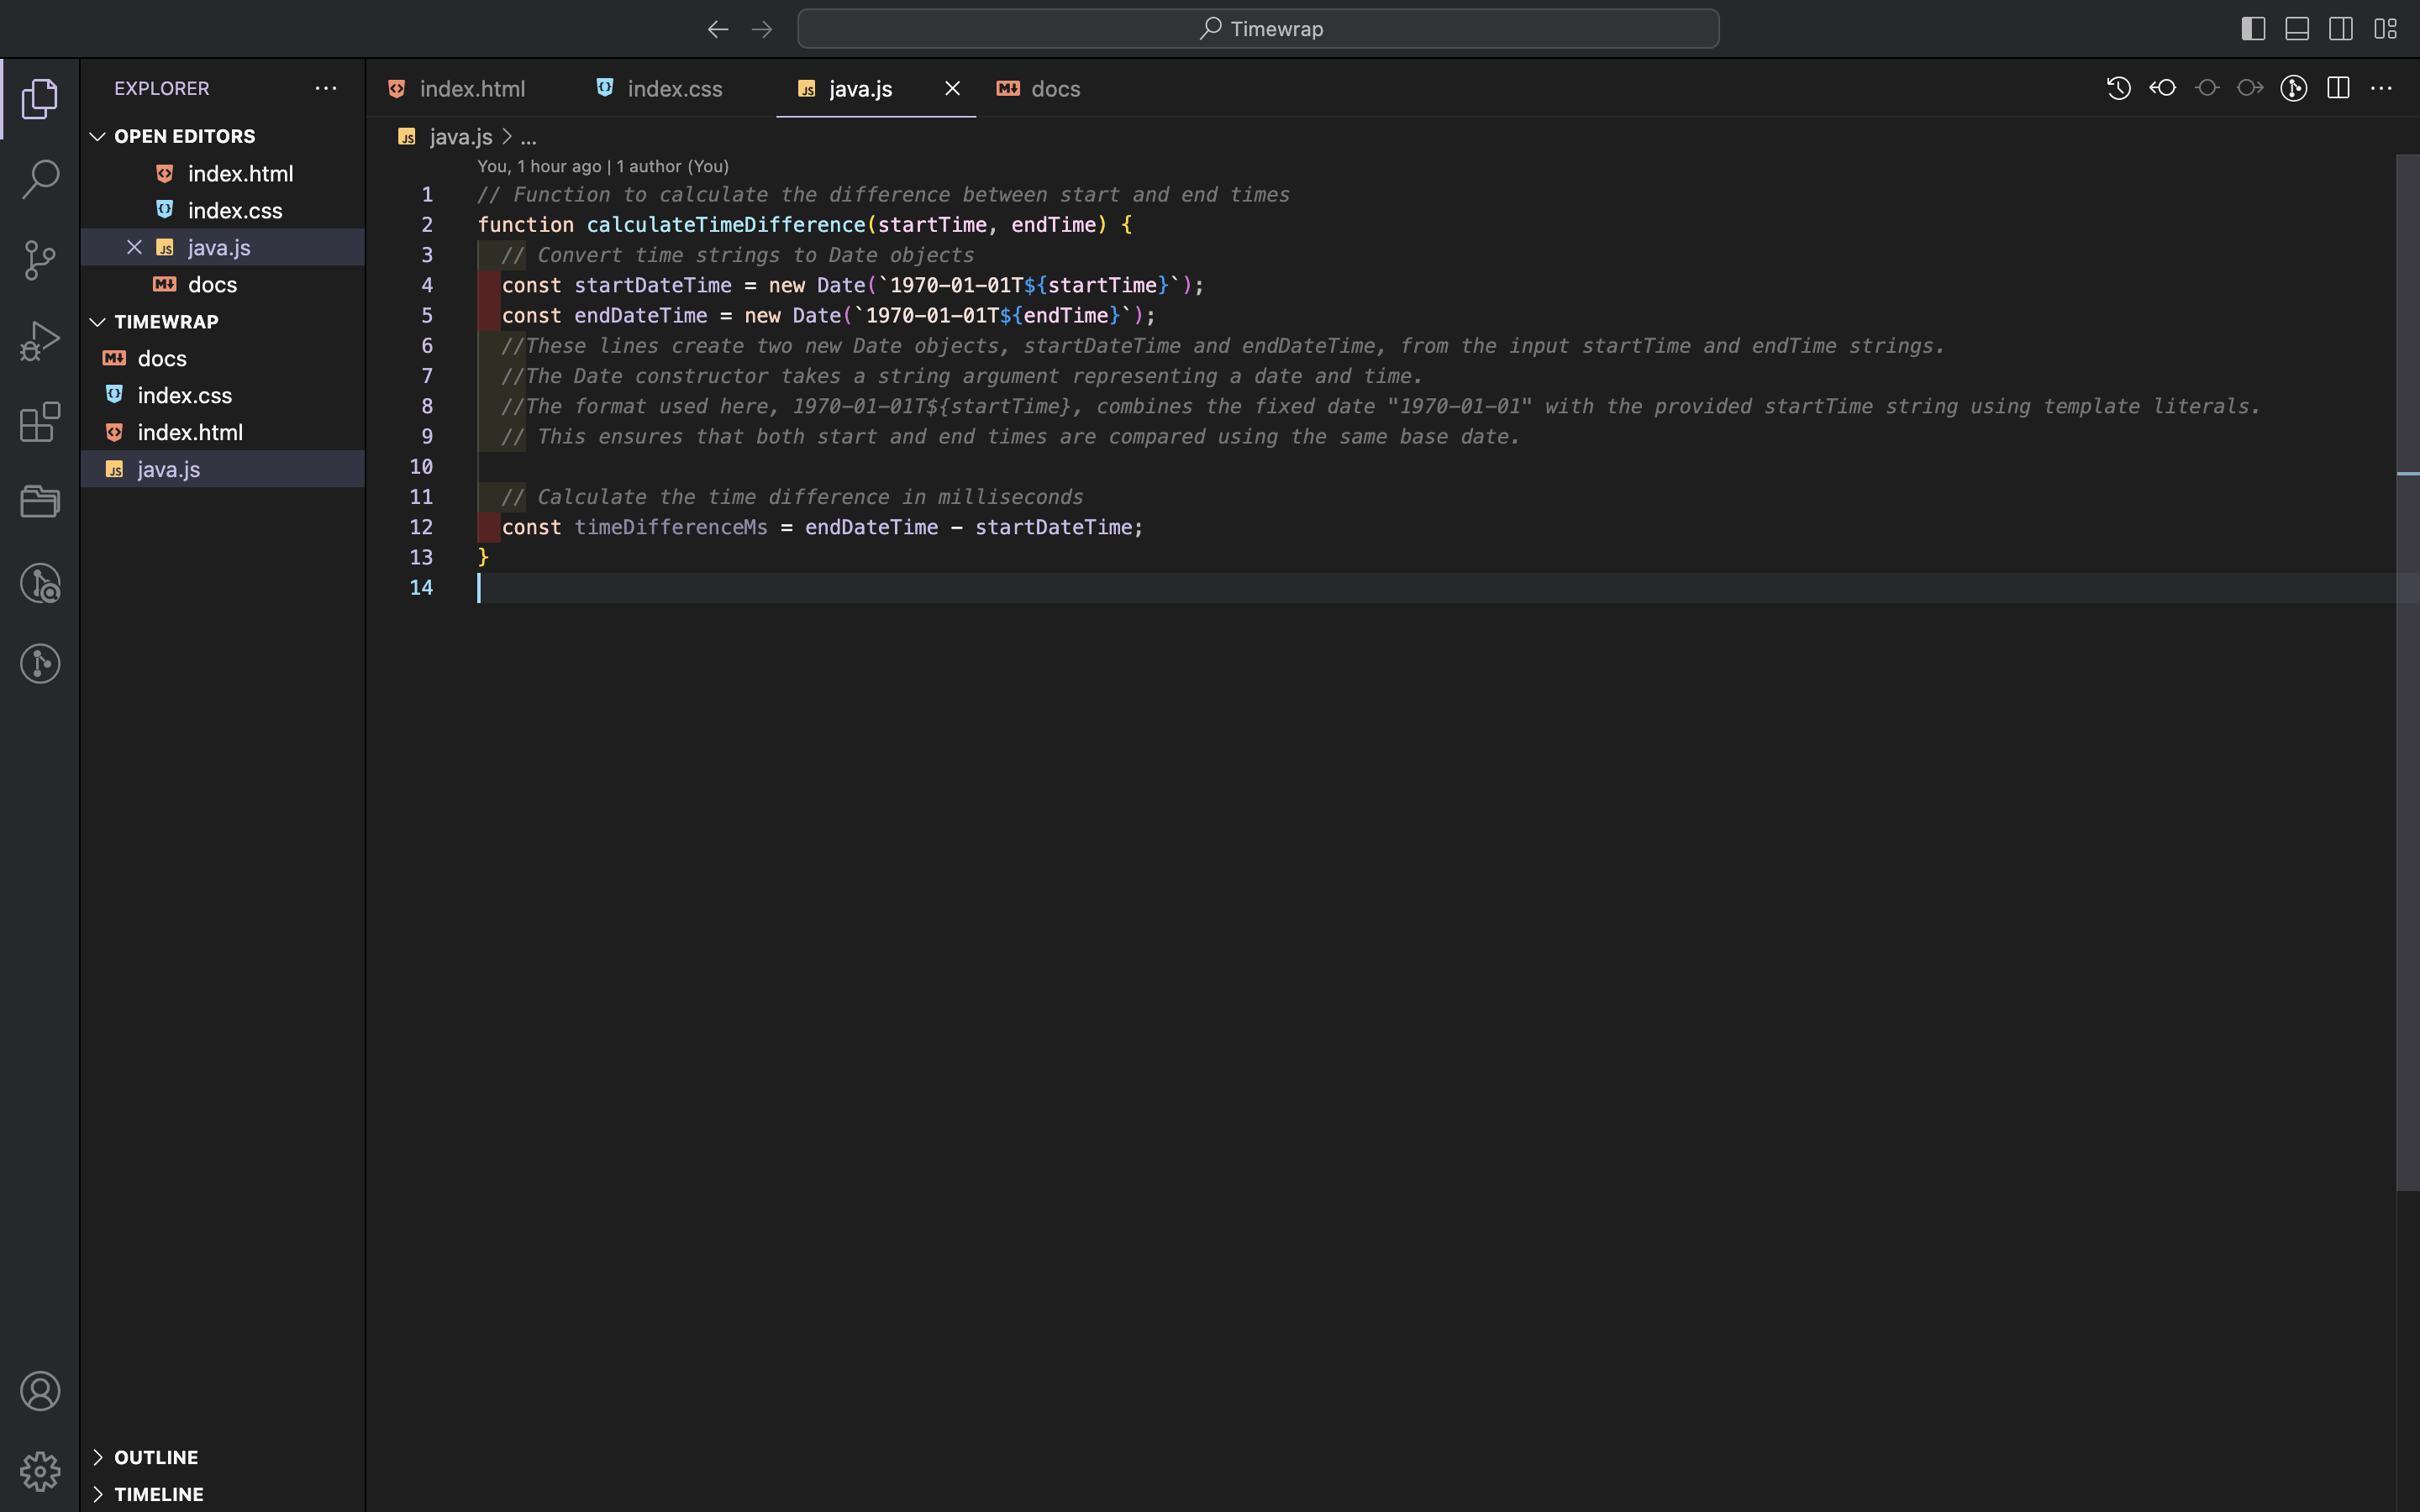 Timewrap
EXPLORER
OPEN EDITORS
index.html
index.css
java.js
docs
TIMEWRAP
docs
index.css
index.html
java.js
OUTLINE
TIMELINE
index.html
index.css
java.js
docs
java.js > ...
You, 1 hour ago | 1 author (You)
1 // Function to calculate the difference between start and end times
2 function calculateTimeDifference(startTime, endTime) {
3 // Convert time strings to Date objects
4 const startDateTime = new Date(`1970-01-01T${startTime}`);
5 const endDateTime = new Date(`1970-01-01T${endTime}`);
6 //These lines create two new Date objects, startDateTime and endDateTime, from the input startTime and endTime strings.
7 //The Date constructor takes a string argument representing a date and time.
8 //The format used here, 1970-01-01T${startTime}, combines the fixed date "1970-01-01" with the provided startTime string using template literals.
9 // This ensures that both start and end times are compared using the same base date.
10
11 // Calculate the time difference in milliseconds
12 const timeDifferenceMs = endDateTime - startDateTime;
13 }
14